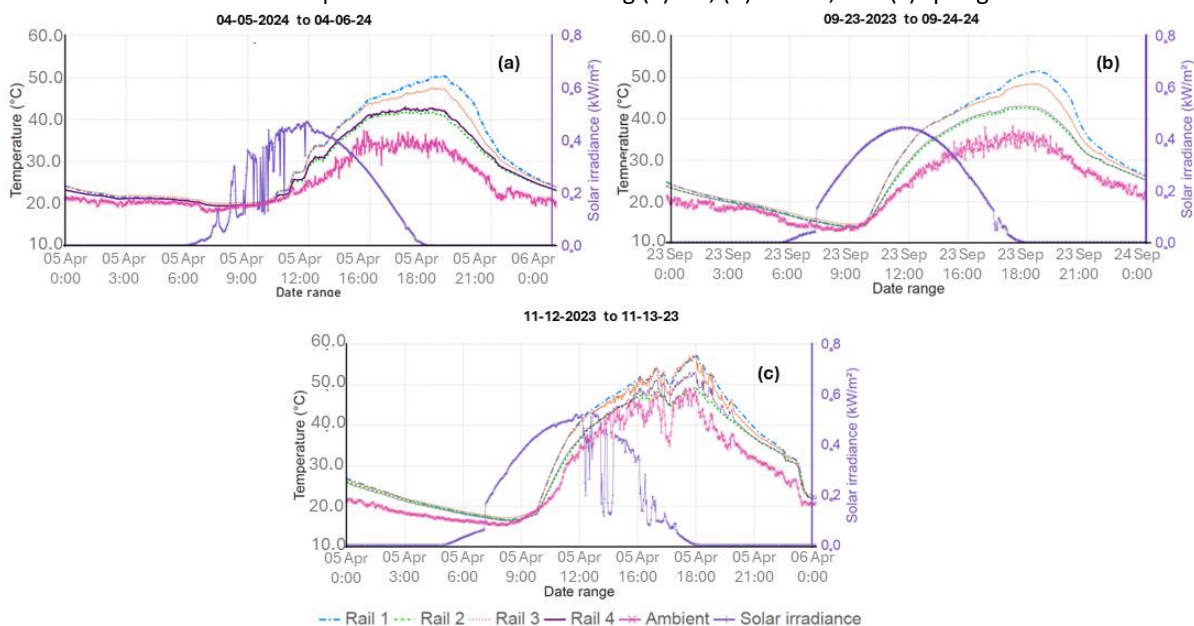 04-05-2024 to 04-06-24
60.0
50.0
40.0
30.0
20.0
10.0
Temperature (°C)
(a)
0,8
0,6
0,4
0,2
0,0
Solar irradiance (kW/m²)
05 Apr 05 Apr 05 Apr 05 Apr 05 Apr 05 Apr 05 Apr 05 Apr 06 Apr
0:00 3:00 6:00 9:00 12:00 16:00 18:00 21:00 0:00
Date range
09-23-2023 to 09-24-24
60.0
50.0
40.0
30.0
20.0
10.0
Temperature (°C)
(b)
0,8
0,6
0,4
0,2
0,0
Solar irradiance (kW/m²)
23 Sep 23 Sep 23 Sep 23 Sep 23 Sep 23 Sep 23 Sep 23 Sep 24 Sep
0:00 3:00 6:00 9:00 12:00 16:00 18:00 21:00 0:00
Date range
11-12-2023 to 11-13-23
60.0
50.0
40.0
30.0
20.0
10.0
Temperature (°C)
(c)
0,8
0,6
0,4
0,2
0,0
Solar irradiance (kW/m²)
05 Apr 05 Apr 05 Apr 05 Apr 05 Apr 05 Apr 05 Apr 05 Apr 06 Apr
0:00 3:00 6:00 9:00 12:00 16:00 18:00 21:00 0:00
Date range
Rail 1 Rail 2 Rail 3 Rail 4 Ambient Solar irradiance